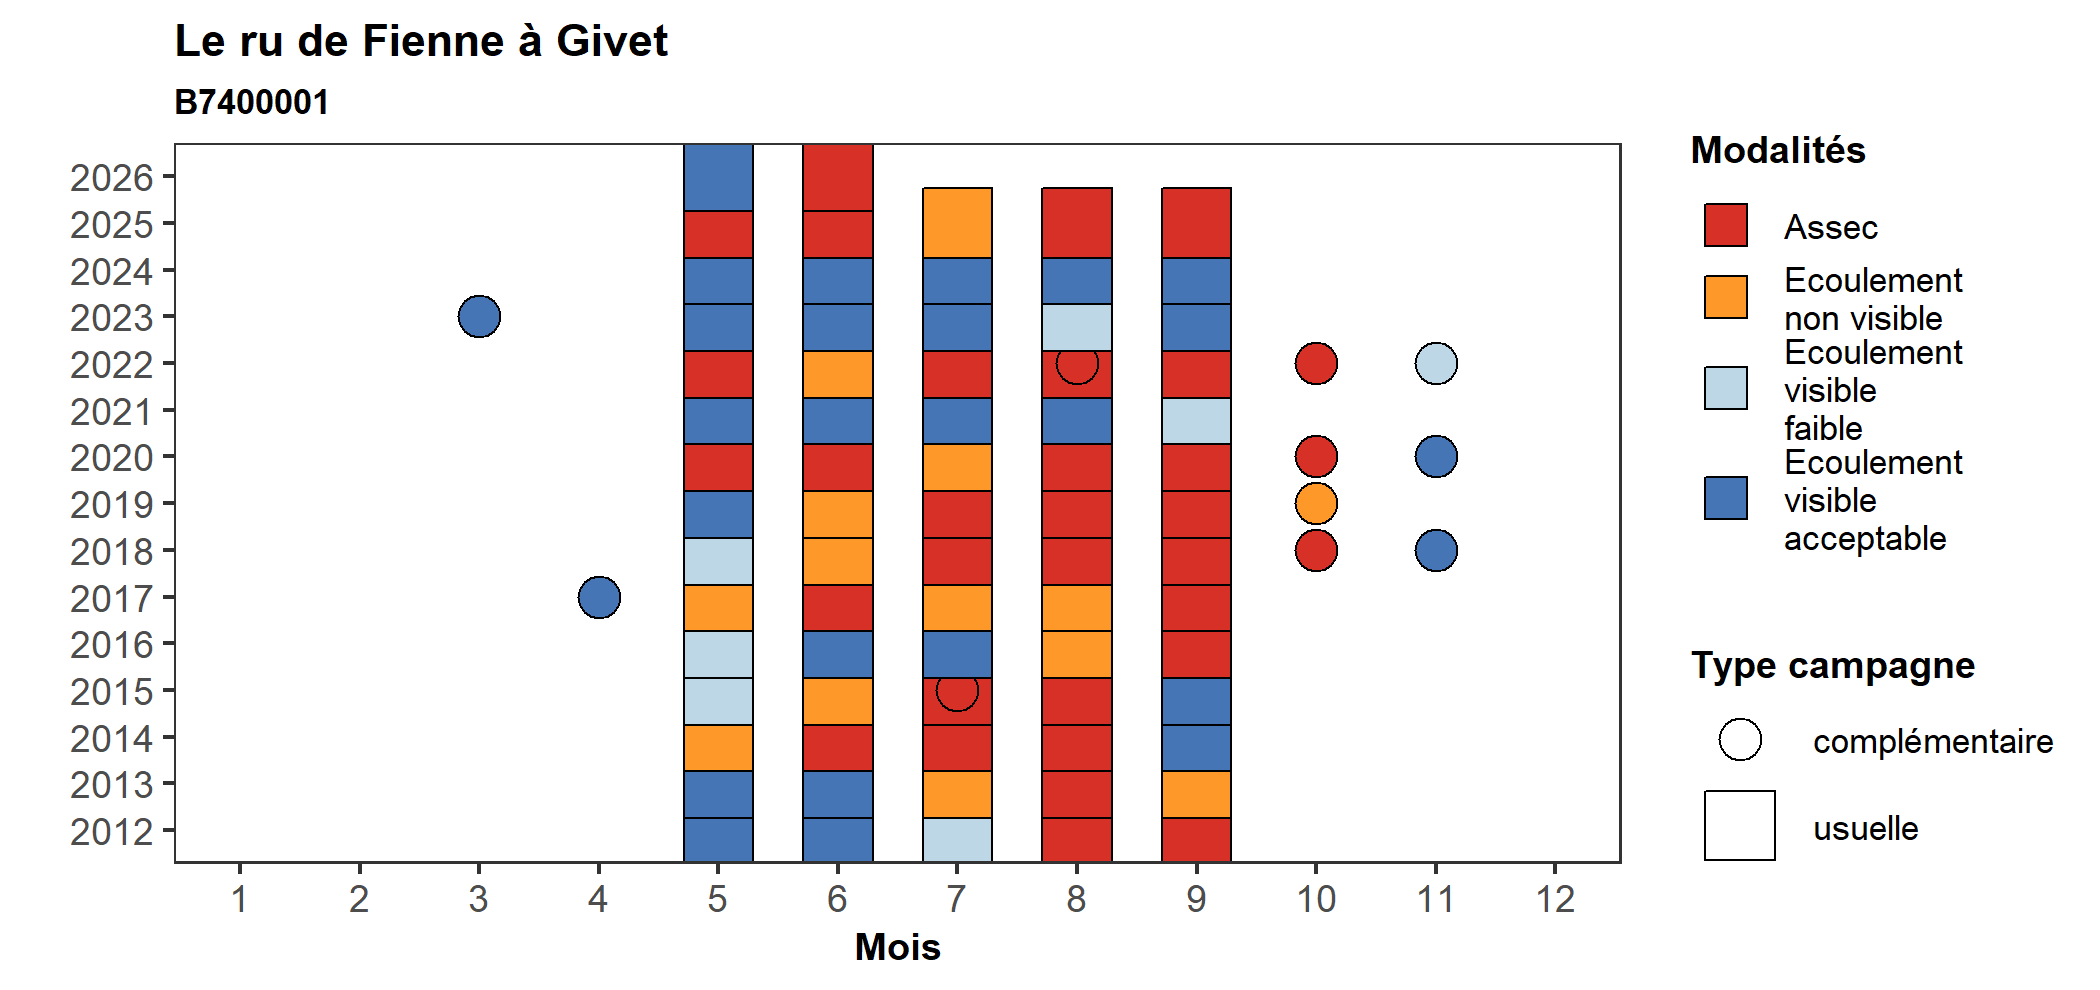 Le ru de Fienne à Givet
B7400001
2026
2025
2024
2023
2022
2021
2020
2019
2018
2017
2016
2015
2014
2013
2012
1 2 3 4 5 6 7 8 9 10 11 12
Mois
Modalités
Assec
Ecoulement
non visible
Ecoulement
visible
faible
Ecoulement
visible
acceptable
Type campagne
complémentaire
usuelle